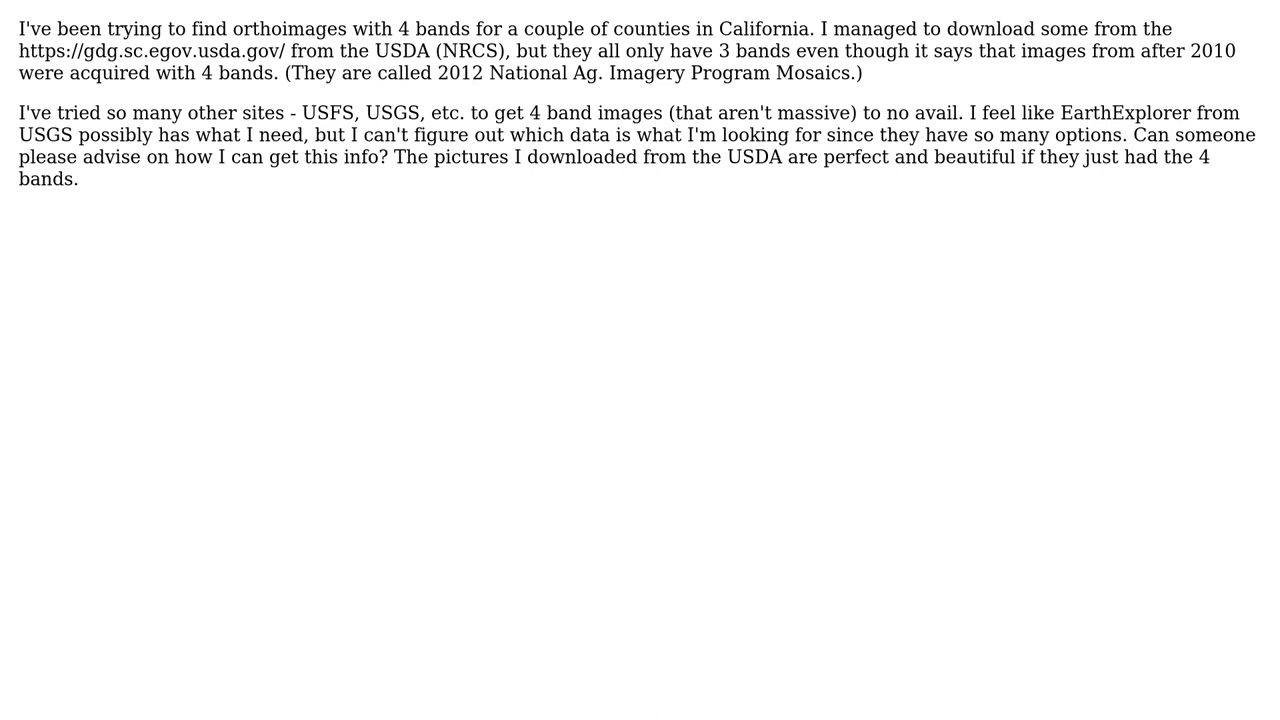 I've been trying to find orthoimages with 4 bands for a couple of counties in California. I managed to download some from the
https://gdg.sc.egov.usda.gov/ from the USDA (NRCS), but they all only have 3 bands even though it says that images from after 2010
were acquired with 4 bands. (They are called 2012 National Ag. Imagery Program Mosaics.)
I've tried so many other sites - USFS, USGS, etc. to get 4 band images (that aren't massive) to no avail. I feel like EarthExplorer from
USGS possibly has what I need, but I can't figure out which data is what I'm looking for since they have so many options. Can someone
please advise on how I can get this info? The pictures I downloaded from the USDA are perfect and beautiful if they just had the 4
bands.